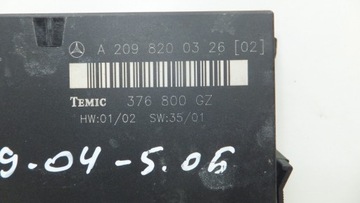 A 209 820 03 26 [02]
TEMIC 376 800 GZ
HW:01/02 SW:35/01
9.04-5.06